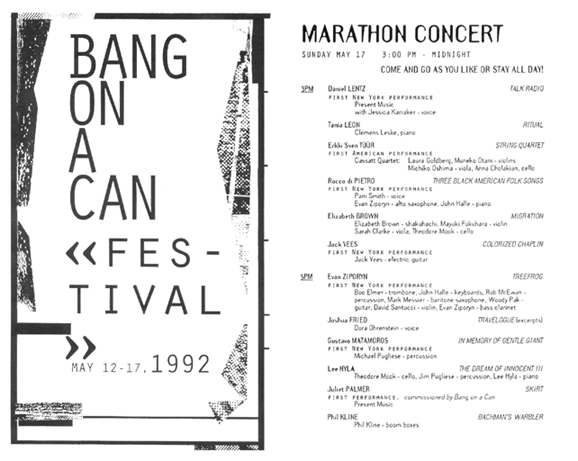 BANG
ON
A
CAN
«FES-
TIVAL
»
MAY 12-17, 1992
MARATHON CONCERT
SUNDAY MAY 17 3:00 PM - MIDNIGHT
COME AND GO AS YOU LIKE OR STAY ALL DAY!
3PM Daniel LENTZ TALK RADIO
FIRST NEW YORK PERFORMANCE
Present Music
with Jessica Karraker - voice
Tania LEON RITUAL
Clemens Leske, piano
Erkki Sven TÜÜR STRING QUARTET
FIRST AMERICAN PERFORMANCE
Cassatt Quartet: Laura Goldberg, Muneko Otani - violins
Michiko Oshima - viola, Anna Cholakian, cello
Rocco di PIETRO THREE BLACK AMERICAN FOLK SONGS
FIRST NEW YORK PERFORMANCE
Pam Smith - voice
Evan Ziporyn - alto saxophone, John Halle - piano
Elizabeth BROWN MIGRATION
Elizabeth Brown - shakuhachi, Mayuki Fukuhara - violin
Sarah Clarke - viola, Theodore Mook - cello
Jack VEES COLORIZED CHAPLIN
FIRST NEW YORK PERFORMANCE
Jack Vees - electric guitar
5PM Evan ZIPORYN TREEFROG
FIRST NEW YORK PERFORMANCE
Boo Elmer - trombone, John Halle - keyboards, Rob McEwan -
percussion, Mark Messier - baritone saxophone, Woody Pak -
guitar, David Santucci - violin, Evan Ziporyn - bass clarinet
Joshua FRIED TRAVELOGUE (excerpts)
Dora Ohrenstein - voice
Gustavo MATAMOROS IN MEMORY OF GENTLE GIANT
FIRST NEW YORK PERFORMANCE
Michael Pugliese - percussion
Lee HYLA THE DREAM OF INNOCENT III
Theodore Mook - cello, Jim Pugliese - percussion, Lee Hyla - piano
Juliet PALMER SKIRT
FIRST PERFORMANCE, commissioned by Bang on a Can
Present Music
Phil KLINE BACHMAN'S WARBLER
Phil Kline - boom boxes